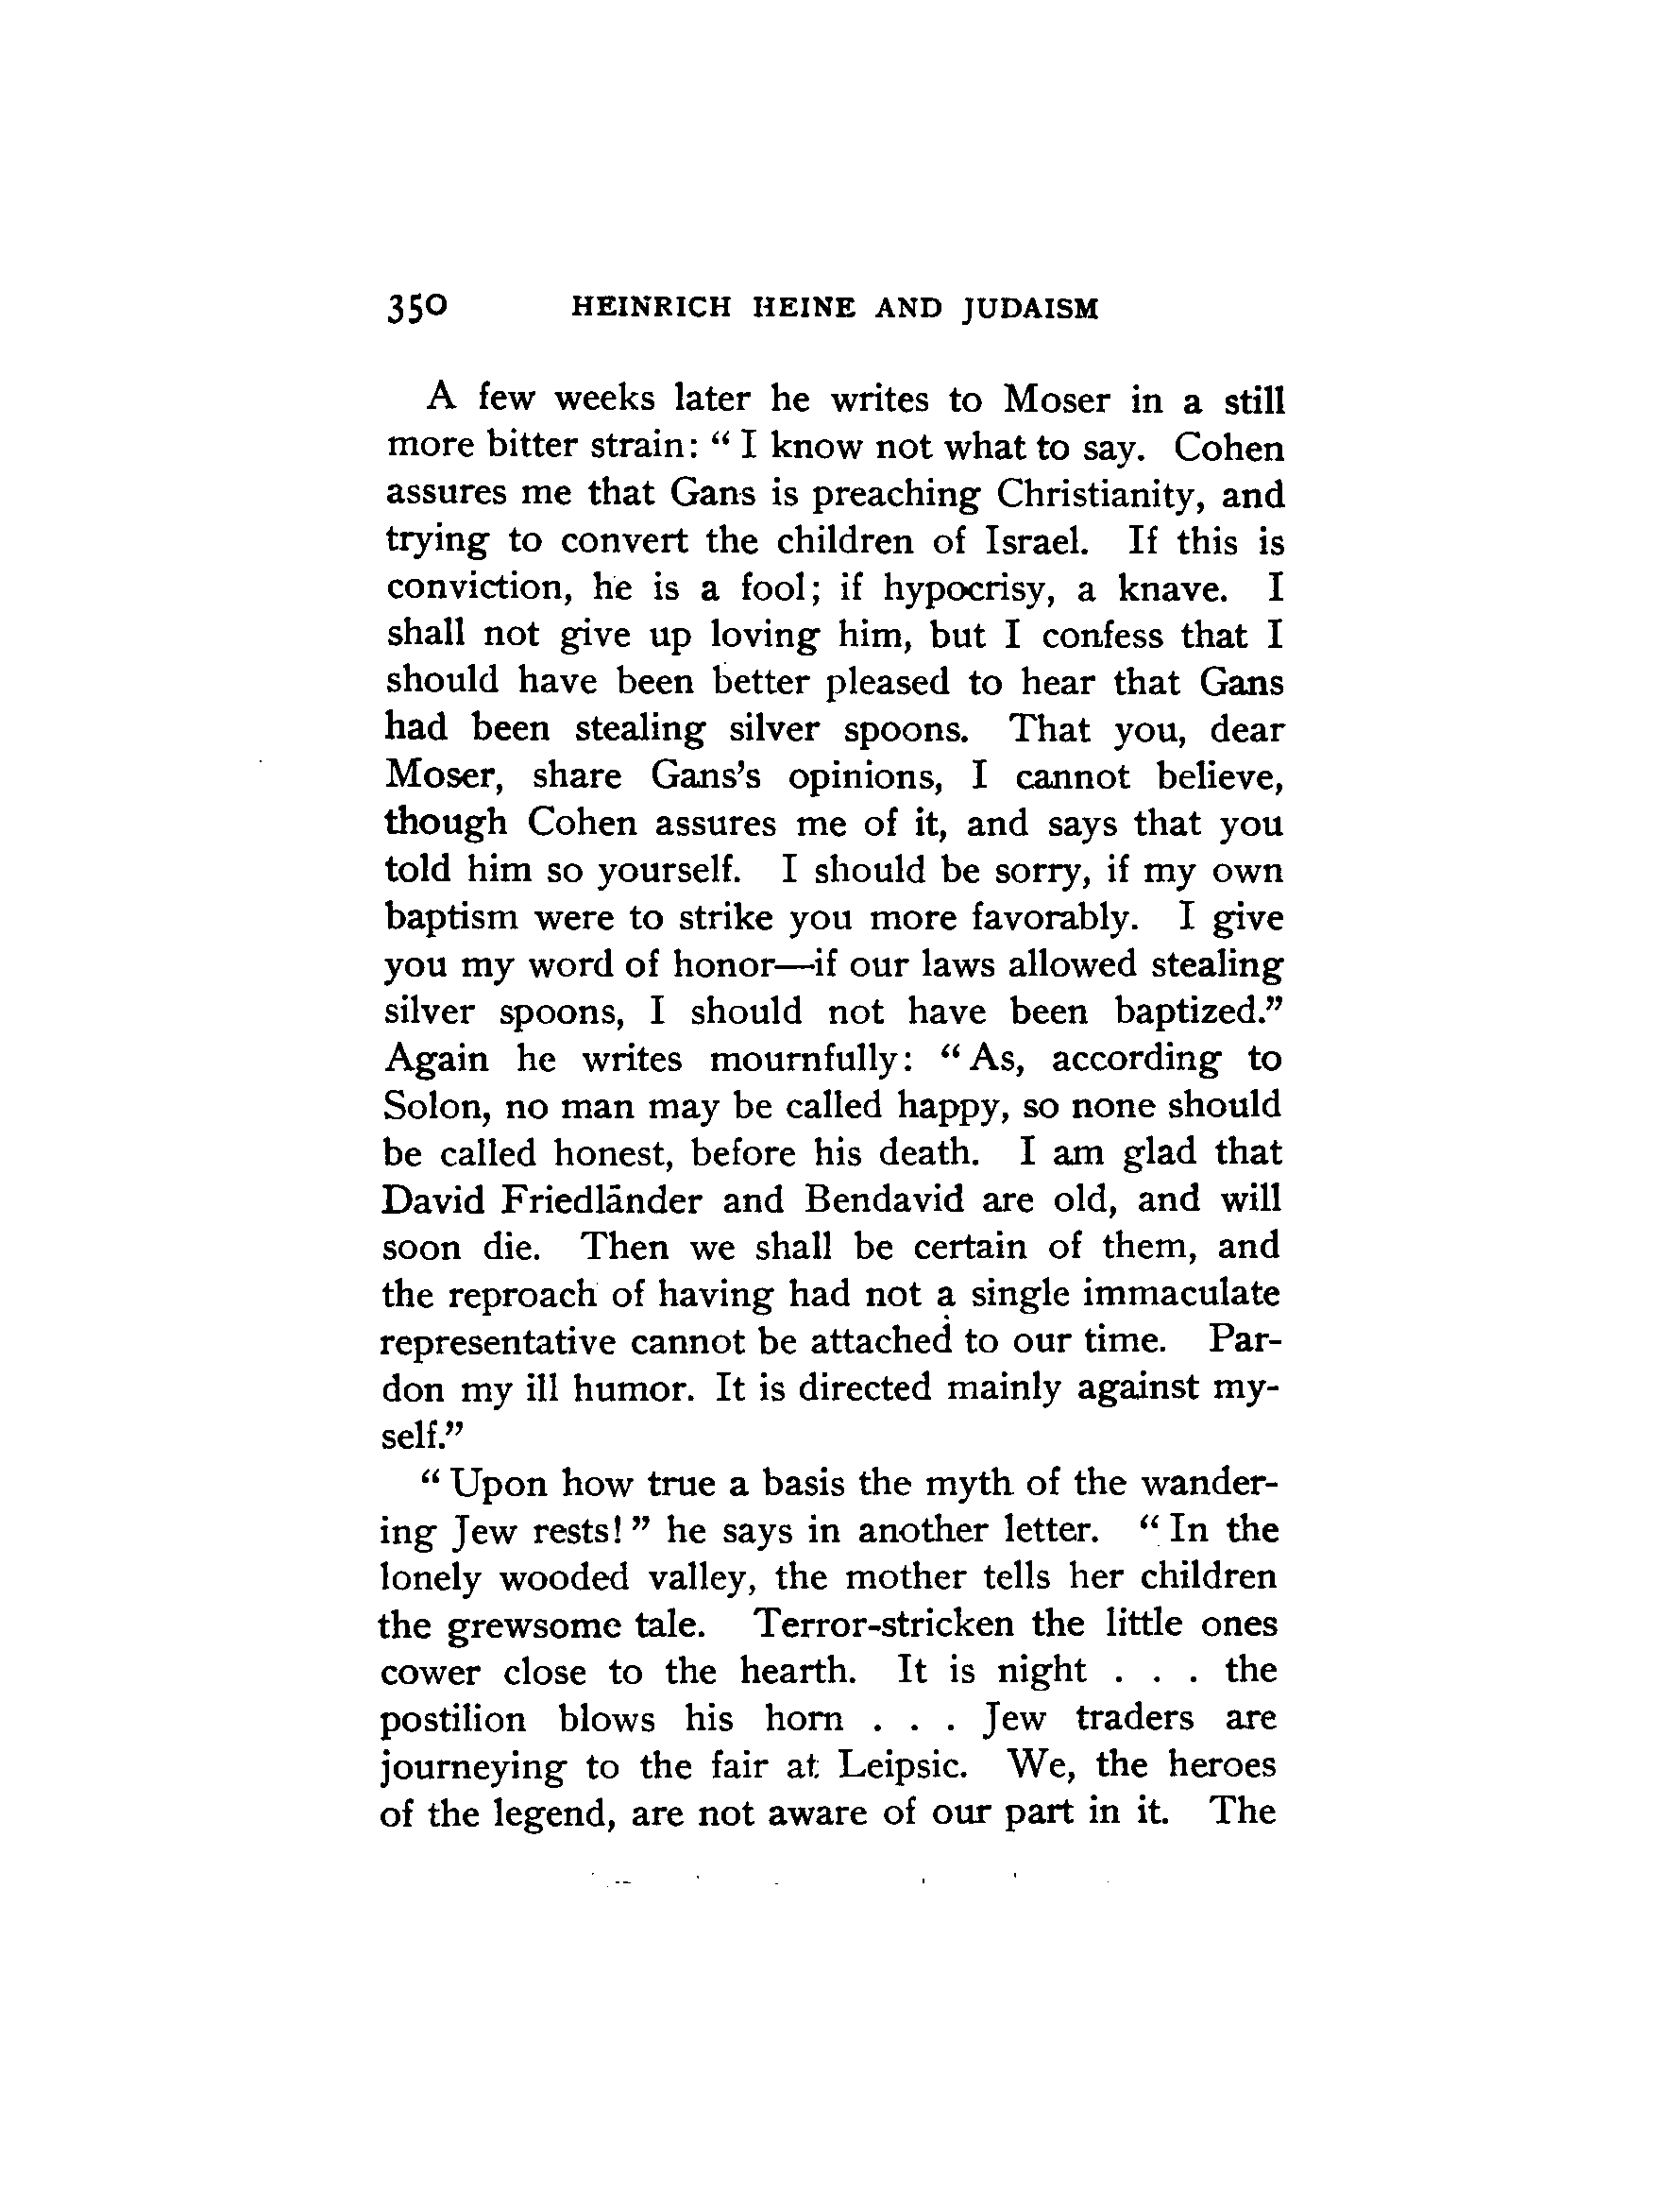 350 HEINRICH HEINE AND JUDAISM
A few weeks later he writes to Moser in a still
more bitter strain: “ I know not what to say. Cohen
assures me that Gans is preaching Christianity, and
trying to convert the children of Israel. If this is
conviction, he is a fool; if hypocrisy, a knave. I
shall not give up loving him, but I confess that I
should have been better pleased to hear that Gans
had been stealing silver spoons. That you, dear
Moser, share Gans’s opinions, I cannot believe,
though Cohen assures me of it, and says that you
told him so yourself. I should be sorry, if my own
baptism were to strike you more favorably. I give
you my word of honor—if our laws allowed stealing
silver spoons, I should not have been baptized.”
Again he writes mournfully: “ As, according to
Solon, no man may be called happy, so none should
be called honest, before his death. I am glad that
David Friedländer and Bendavid are old, and will
soon die. Then we shall be certain of them, and
the reproach of having had not a single immaculate
representative cannot be attached to our time. Par-
don my ill humor. It is directed mainly against my-
self.”
“ Upon how true a basis the myth of the wander-
ing Jew rests! ” he says in another letter. “ In the
lonely wooded valley, the mother tells her children
the grewsome tale. Terror-stricken the little ones
cower close to the hearth. It is night . . . the
postilion blows his horn . . . Jew traders are
journeying to the fair at Leipsic. We, the heroes
of the legend, are not aware of our part in it. The